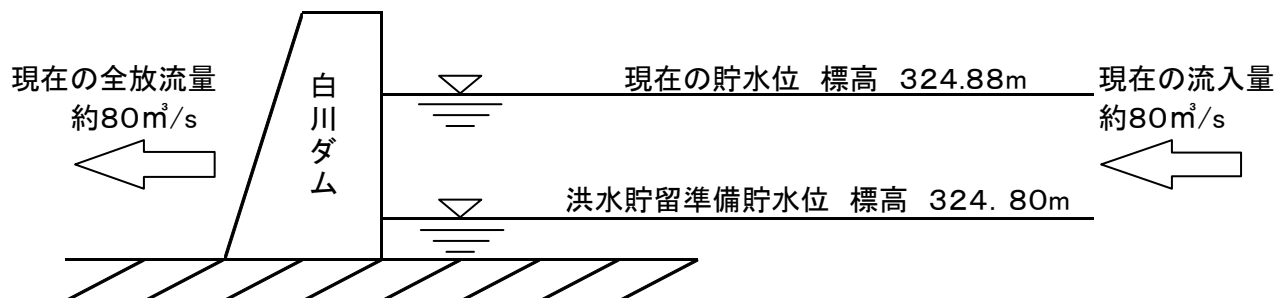 現在の全放流量
約80㎥/s
白川ダム
現在の貯水位 標高 324.88m
現在の流入量
約80㎥/s
洪水貯留準備貯水位 標高 324.80m